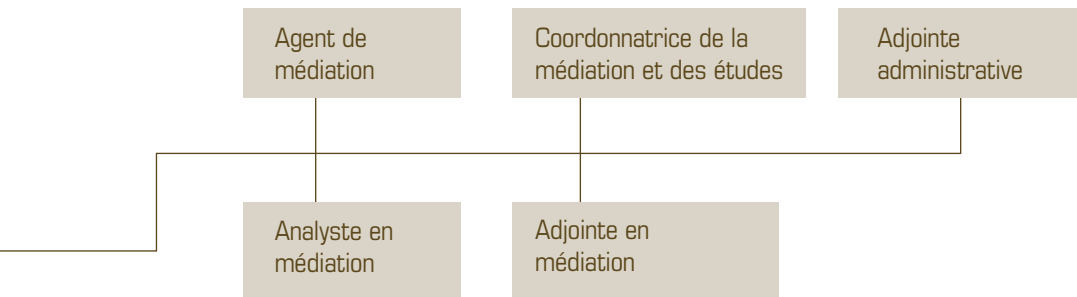 Agent de
médiation
Coordonnatrice de la
médiation et des études
Adjointe
administrative
Analyste en
médiation
Adjointe en
médiation